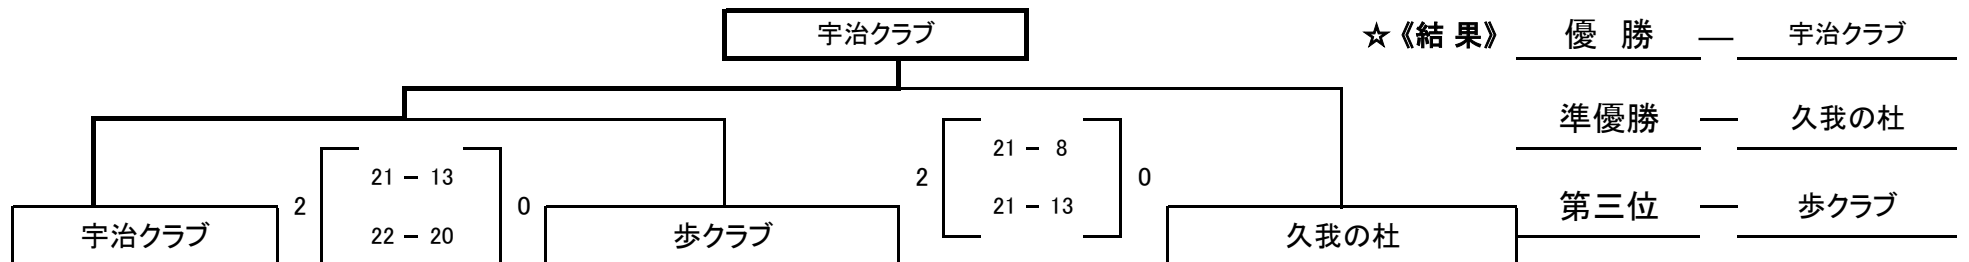 宇治クラブ
☆《結 果》 優 勝 ― 宇治クラブ
準優勝 ― 久我の杜
21 － 8
21 － 13
2 0
21 － 13
22 － 20
2 0
第三位 ― 歩クラブ
宇治クラブ 歩クラブ 久我の杜